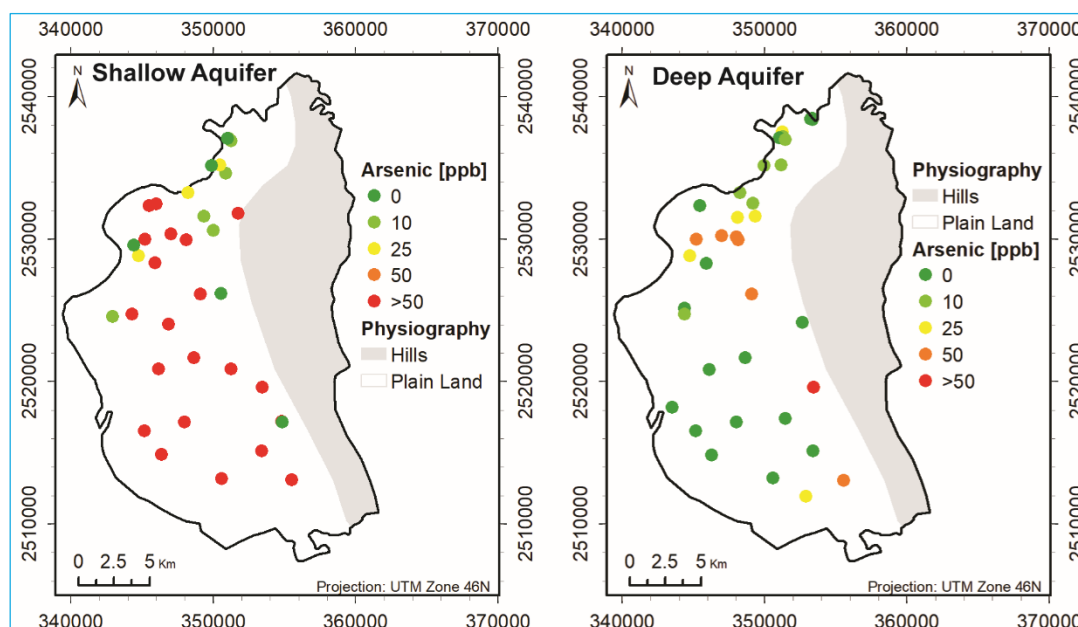 340000 350000 360000 370000
N
Shallow Aquifer
2540000
2530000
2520000
2510000
Arsenic [ppb]
0
10
25
50
>50
Physiography
Hills
Plain Land
0 2.5 5 Km
Projection: UTM Zone 46N
2540000
2530000
2520000
2510000
340000 350000 360000 370000
340000 350000 360000 370000
N
Deep Aquifer
2540000
2530000
2520000
2510000
Physiography
Hills
Plain Land
Arsenic [ppb]
0
10
25
50
>50
0 2.5 5 Km
Projection: UTM Zone 46N
2540000
2530000
2520000
2510000
340000 350000 360000 370000